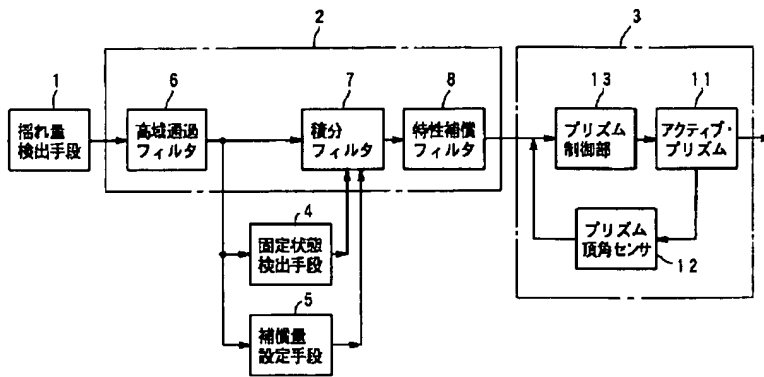 2
3
1
6
7
8
13
11
揺れ量
検出手段
高域通過
フィルタ
積分
フィルタ
特性補償
フィルタ
プリズム
制御部
アクティブ・
プリズム
4
固定状態
検出手段
プリズム
頂角センサ
12
5
補償量
設定手段